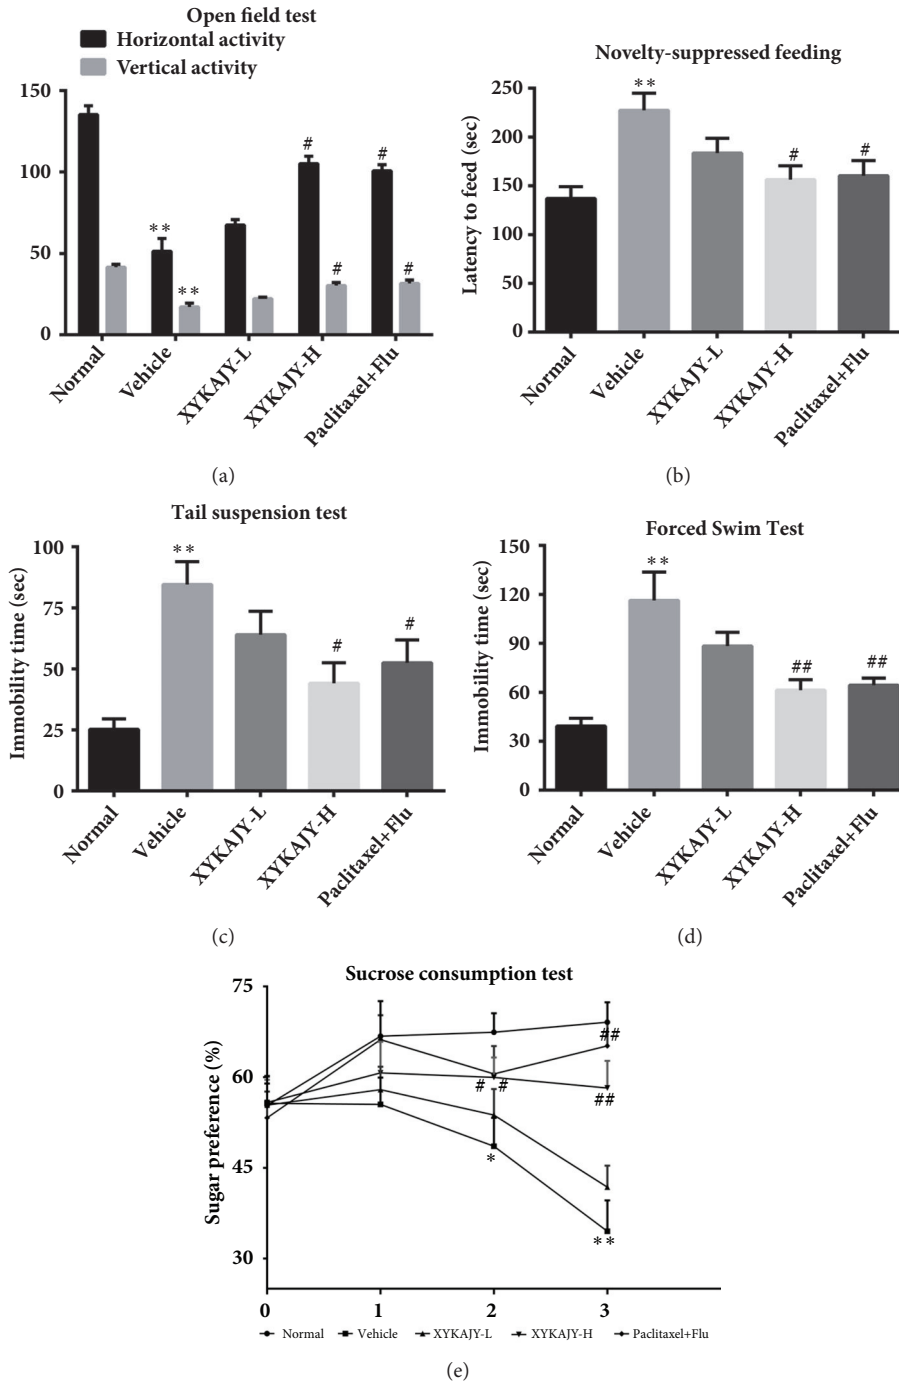 Open field test
Horizontal activity
Vertical activity
150
100
50
0
**
**
#
#
#
#
Normal
Vehicle
XYKAJY-L
XYKAJY-H
Paclitaxel+Flu
(a)
Novelty-suppressed feeding
Latency to feed (sec)
250
200
150
100
50
0
**
#
#
Normal
Vehicle
XYKAJY-L
XYKAJY-H
Paclitaxel+Flu
(b)
Tail suspension test
Immobility time (sec)
100
75
50
25
0
**
#
#
Normal
Vehicle
XYKAJY-L
XYKAJY-H
Paclitaxel+Flu
(c)
Forced Swim Test
Immobility time (sec)
150
120
90
60
30
0
**
##
##
Normal
Vehicle
XYKAJY-L
XYKAJY-H
Paclitaxel+Flu
(d)
Sucrose consumption test
Sugar preference (%)
75
60
45
30
# #
*
##
##
**
0 1 2 3
Normal Vehicle XYKAJY-L XYKAJY-H Paclitaxel+Flu
(e)